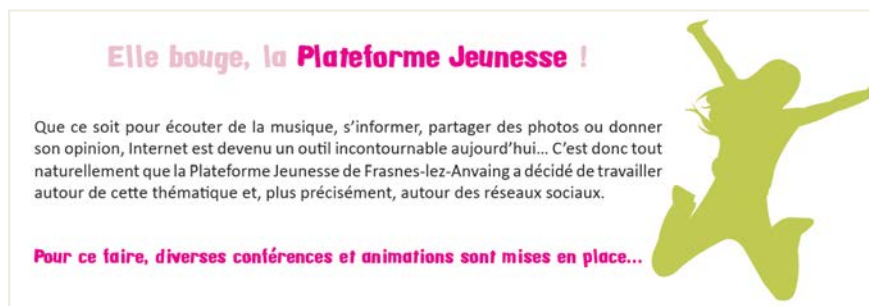 Elle bouge, la Plateforme Jeunesse !
Que ce soit pour écouter de la musique, s’informer, partager des photos ou donner
son opinion, Internet est devenu un outil incontournable aujourd’hui... C’est donc tout
naturellement que la Plateforme Jeunesse de Frasnes-lez-Anvaing a décidé de travailler
autour de cette thématique et, plus précisément, autour des réseaux sociaux.
Pour ce faire, diverses conférences et animations sont mises en place...